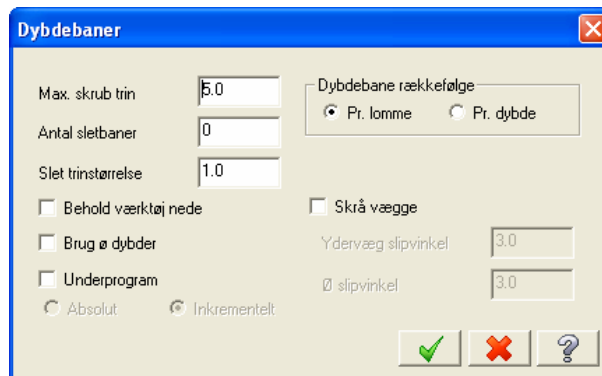 Dybdebaner
Max. skrub trin 5.0
Antal sletbaner 0
Slet trinstørrelse 1.0
Dybdebane rækkefølge
Pr. lomme Pr. dybde
Behold værktøj nede
Brug ø dybder
Underprogram
Absolut Inkrementelt
Skrå vægge
Ydervæg slipvinkel 3.0
Ø slipvinkel 3.0
?